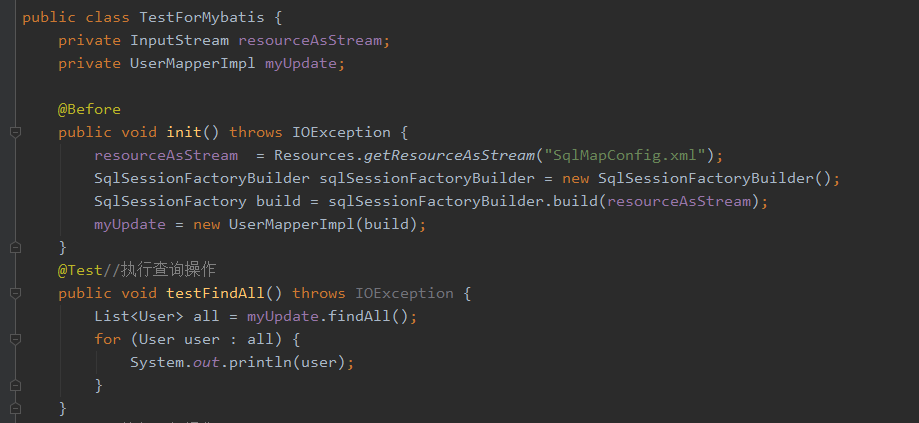 public class TestForMybatis {
    private InputStream resourceAsStream;
    private UserMapperImpl myUpdate;

    @Before
    public void init() throws IOException {
        resourceAsStream  = Resources.getResourceAsStream("SqlMapConfig.xml");
        SqlSessionFactoryBuilder sqlSessionFactoryBuilder = new SqlSessionFactoryBuilder();
        SqlSessionFactory build = sqlSessionFactoryBuilder.build(resourceAsStream);
        myUpdate = new UserMapperImpl(build);
    }
    @Test//执行查询操作
    public void testFindAll() throws IOException {
        List<User> all = myUpdate.findAll();
        for (User user : all) {
            System.out.println(user);
        }
    }